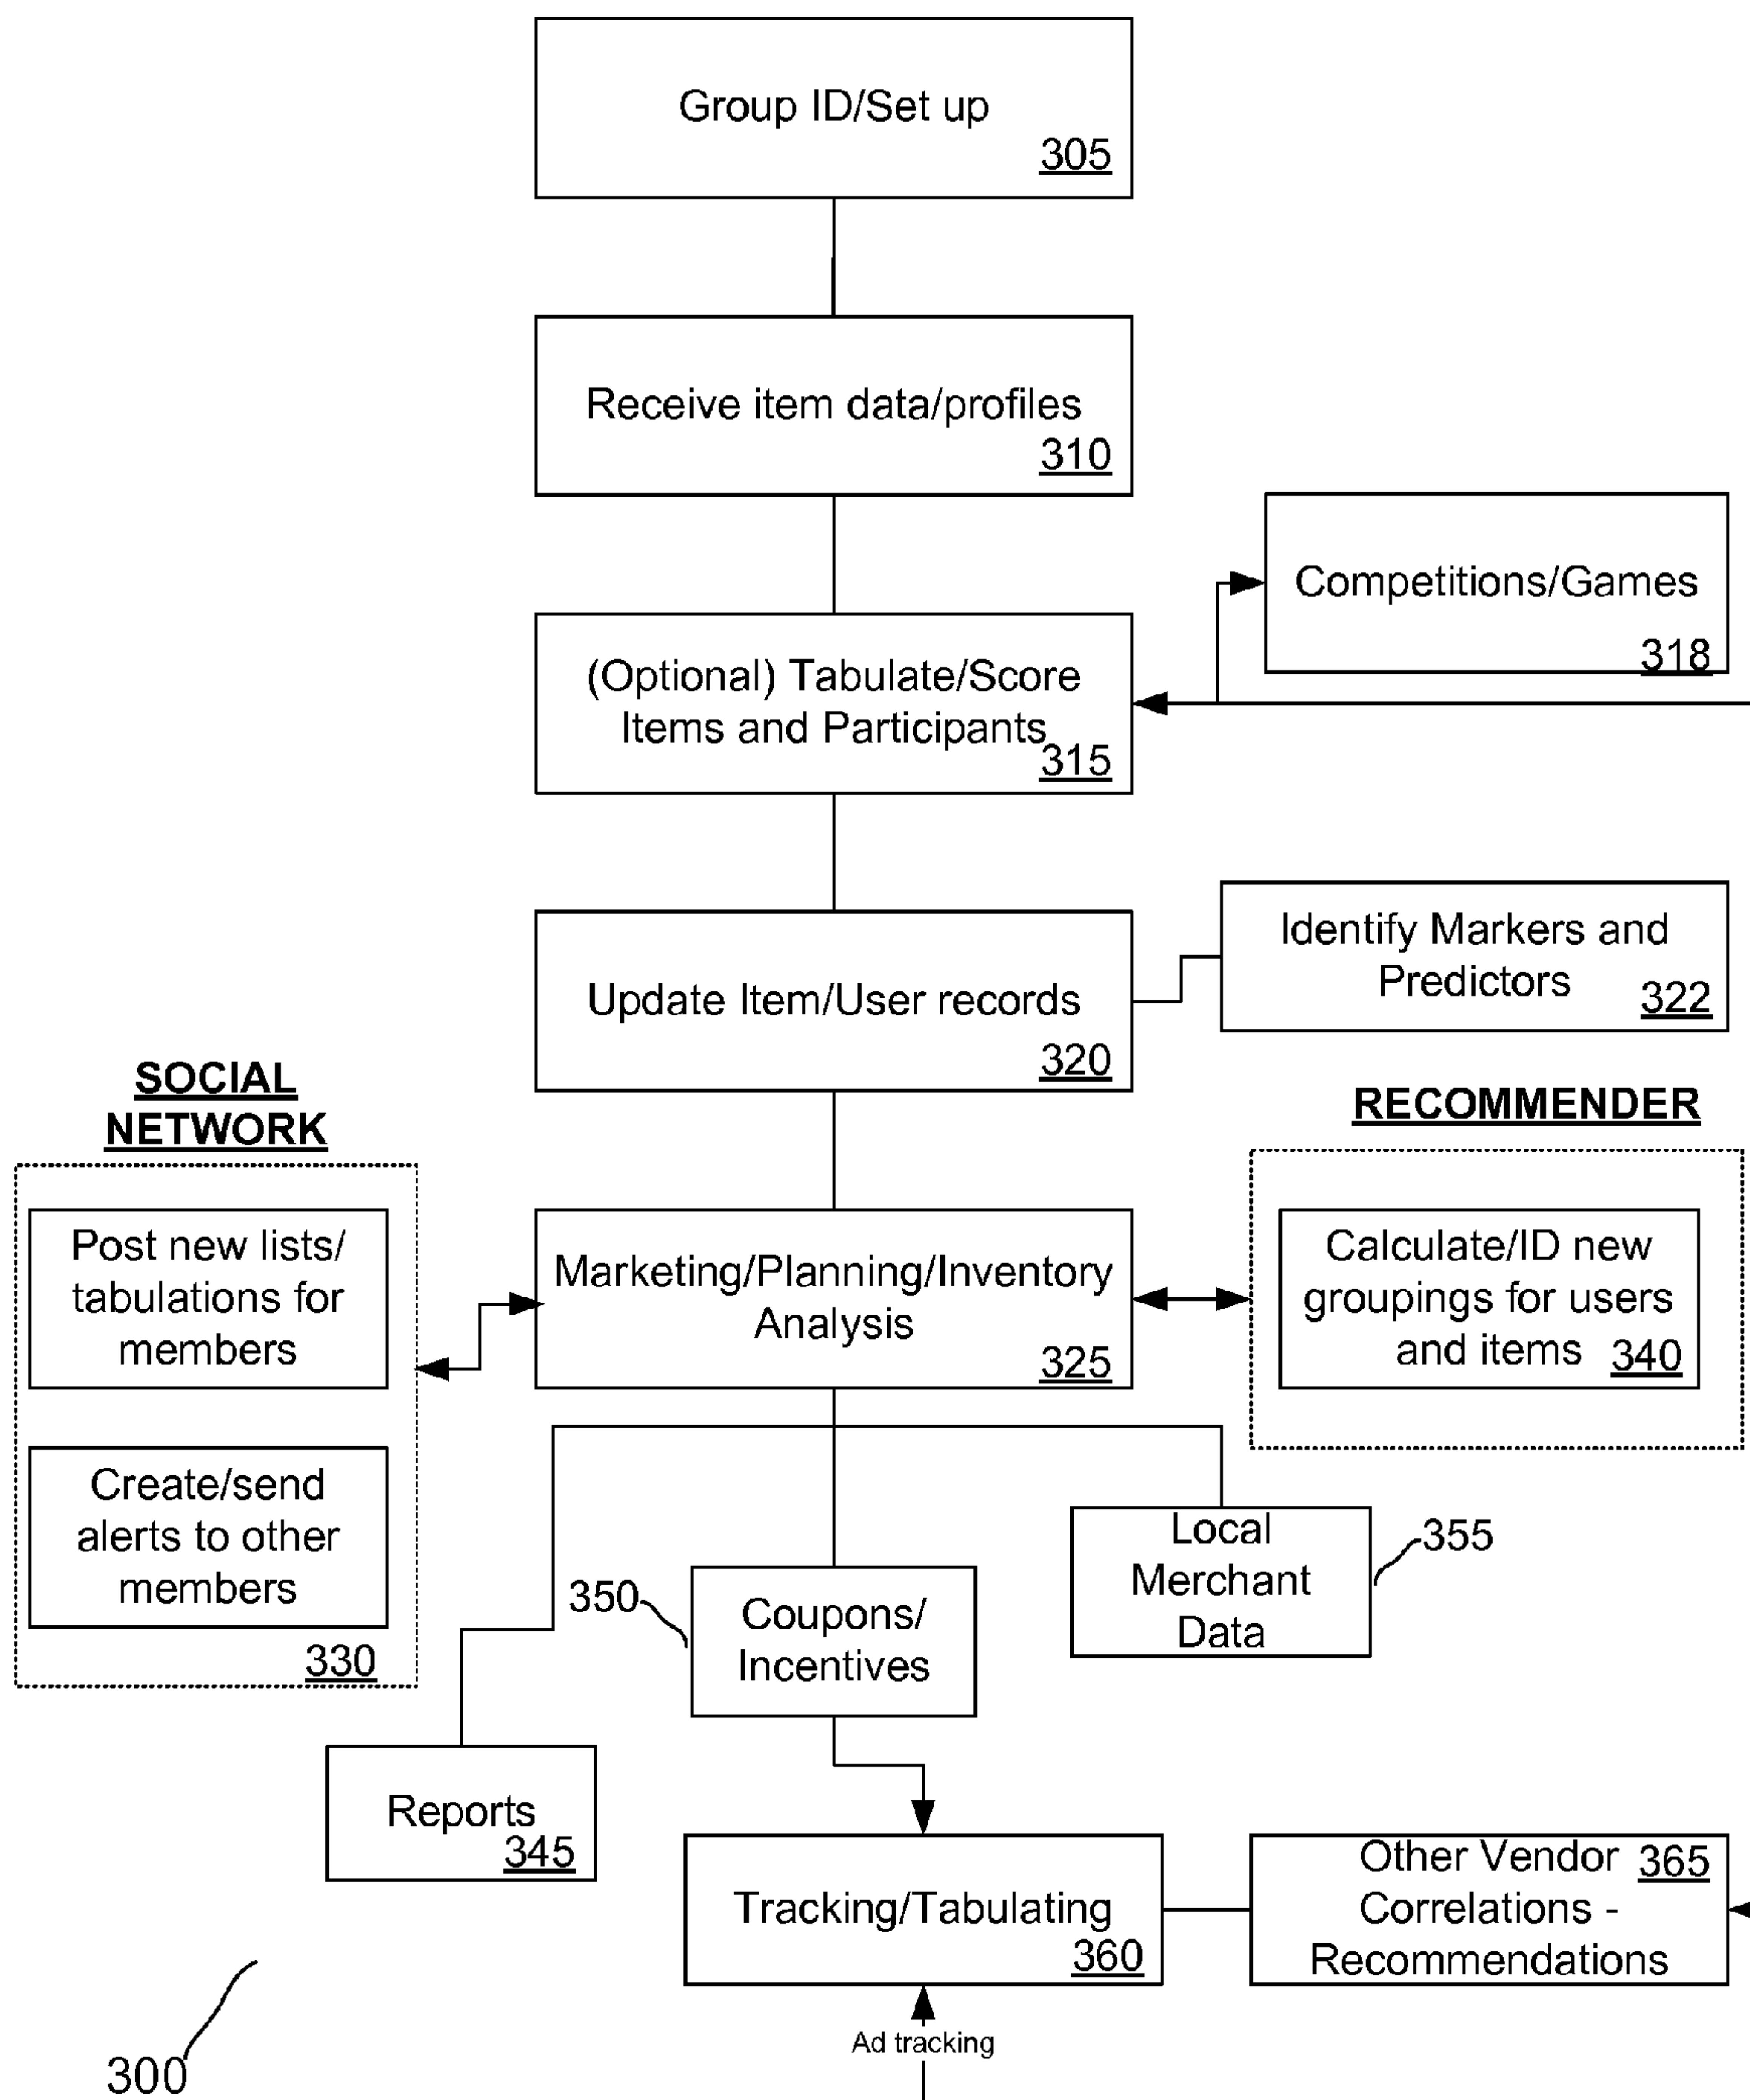 Group ID/Set up
305
Receive item data/profiles
310
Competitions/Games
318
(Optional) Tabulate/Score
Items and Participants
315
Identify Markers and
Predictors
322
Update Item/User records
320
SOCIAL
NETWORK
RECOMMENDER
Post new lists/
tabulations for
members
Marketing/Planning/Inventory
Analysis
325
Calculate/ID new
groupings for users
and items 340
Create/send
alerts to other
members
330
Local
Merchant
Data
355
350
Coupons/
Incentives
Reports
345
Tracking/Tabulating
360
Other Vendor 365
Correlations -
Recommendations
Ad tracking
300